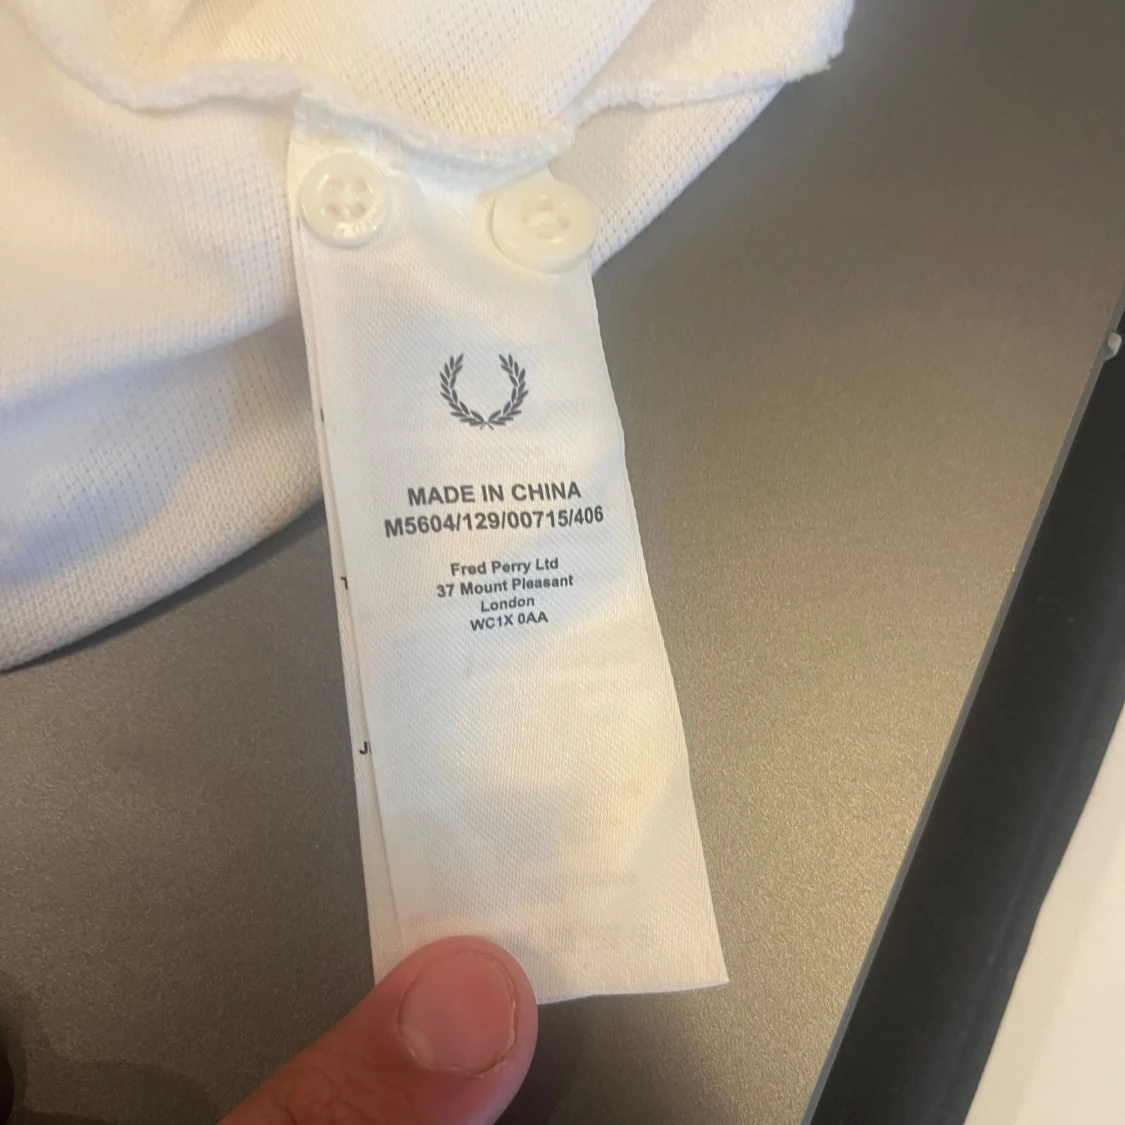 MADE IN CHINA
M5604/129/00715/406
Fred Perry Ltd
37 Mount Pleasant
London
WC1X 0AA